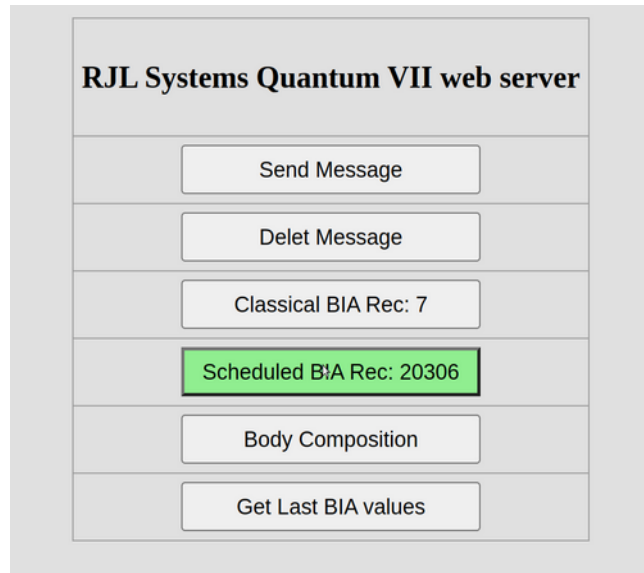 RJL Systems Quantum VII web server
Send Message
Delet Message
Classical BIA Rec: 7
Scheduled BIA Rec: 20306
Body Composition
Get Last BIA values